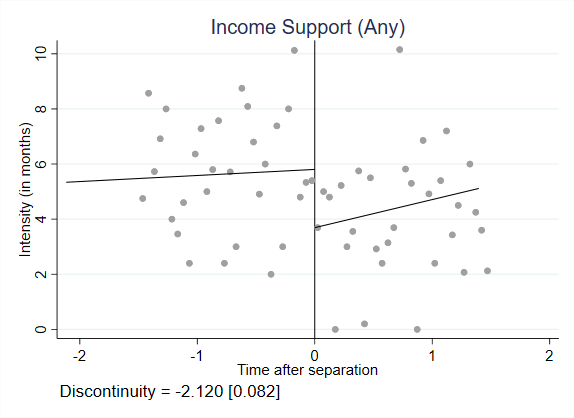 Income Support (Any)
Intensity (in months)
10
8
6
4
2
0
-2 -1 0 1 2
Time after separation
Discontinuity = -2.120 [0.082]